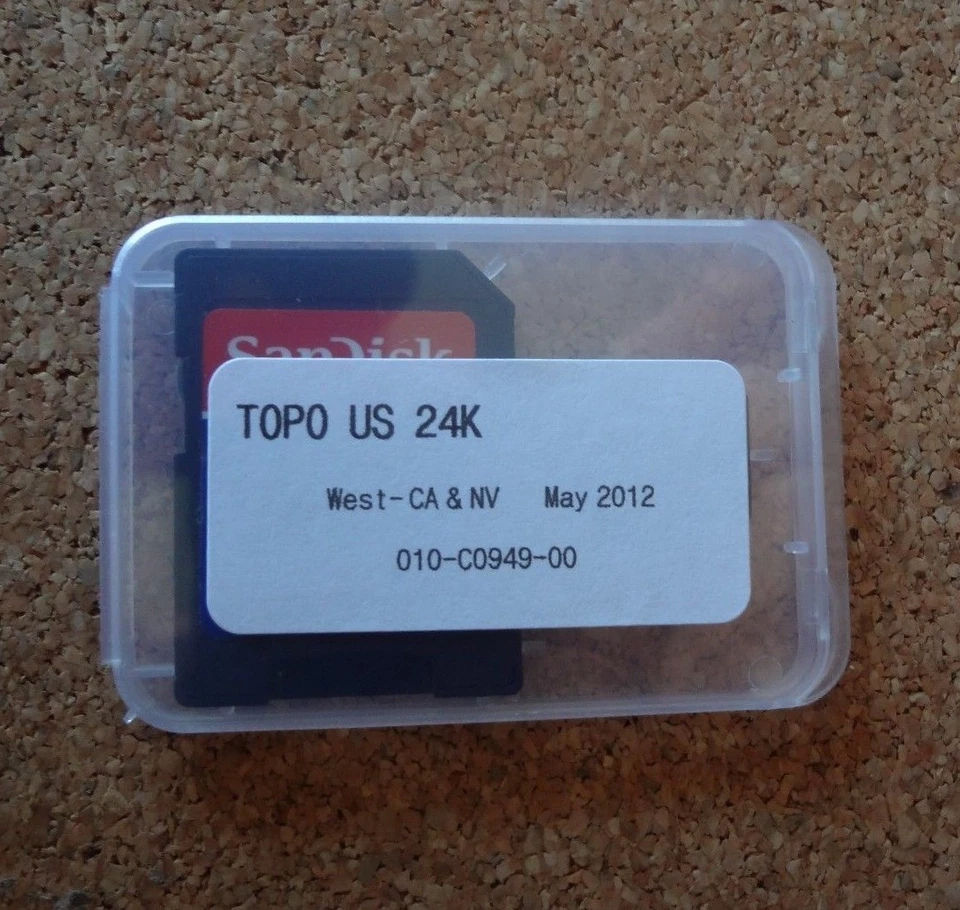 SanDisk
TOPO US 24K
West-CA & NV May 2012
010-C0949-00